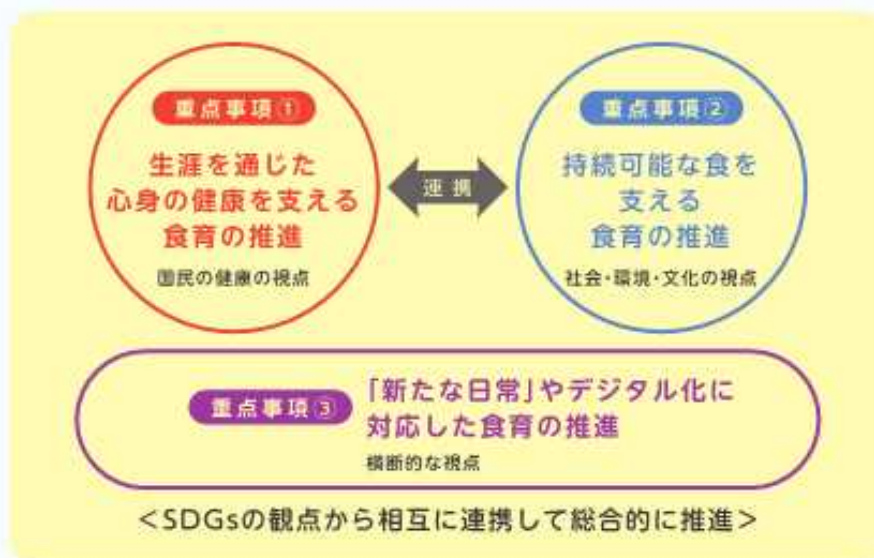 重点事項①
生涯を通じた
心身の健康を支える
食育の推進
国民の健康の視点
連携
重点事項②
持続可能な食を
支える
食育の推進
社会・環境・文化の視点
重点事項③
「新たな日常」やデジタル化に
対応した食育の推進
横断的な視点
＜SDGsの観点から相互に連携して総合的に推進＞